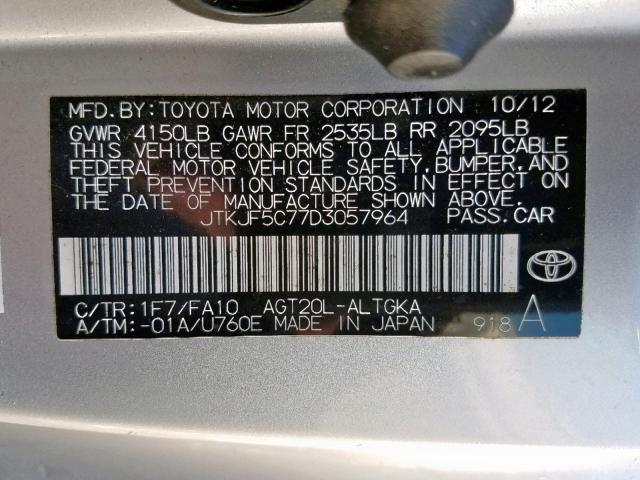 MFD.BY:TOYOTA MOTOR CORPORATION 10/12
GVWR 4150LB GAWR FR 2535LB RR 2095LB
THIS VEHICLE CONFORMS TO ALL APPLICABLE
FEDERAL MOTOR VEHICLE SAFETY,BUMPER,AND
THEFT PREVENTION STANDARDS IN EFFECT ON
THE DATE OF MANUFACTURE SHOWN ABOVE.
JTKJF5C77D3057964 PASS.CAR
C/TR:1F7/FA10 AGT20L-ALTGKA
A/TM:-01A/U760E MADE IN JAPAN 918 A